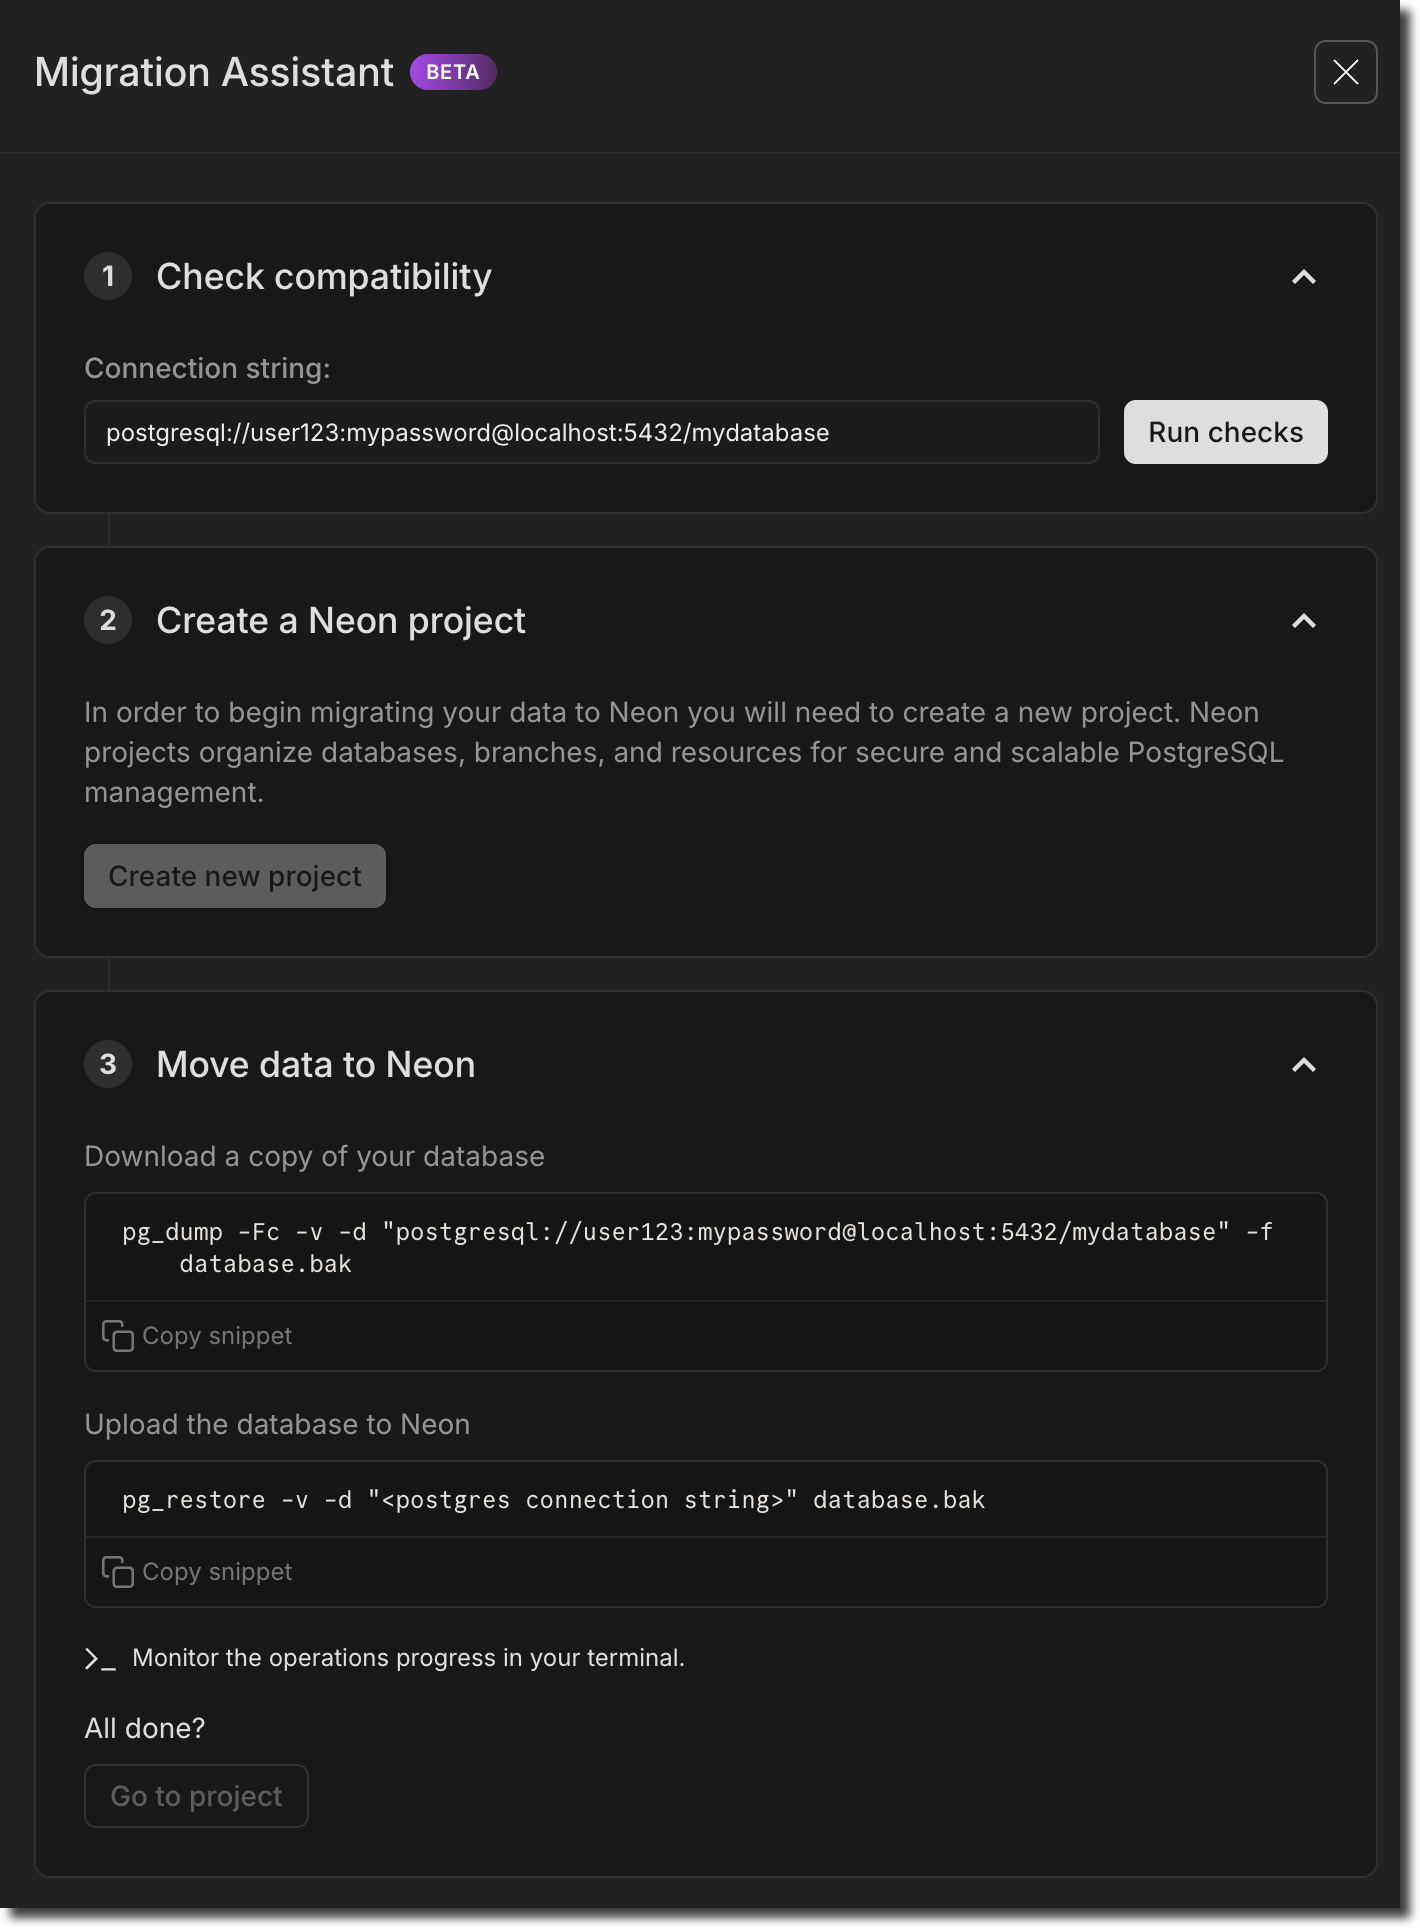 Migration Assistant BETA
1 Check compatibility
Connection string:
postgresql://user123:mypassword@localhost:5432/mydatabase Run checks
2 Create a Neon project
In order to begin migrating your data to Neon you will need to create a new project. Neon
projects organize databases, branches, and resources for secure and scalable PostgreSQL
management.
Create new project
3 Move data to Neon
Download a copy of your database
pg_dump -Fc -v -d "postgresql://user123:mypassword@localhost:5432/mydatabase" -f
database.bak
Copy snippet
Upload the database to Neon
pg_restore -v -d "<postgres connection string>" database.bak
Copy snippet
>_ Monitor the operations progress in your terminal.
All done?
Go to project